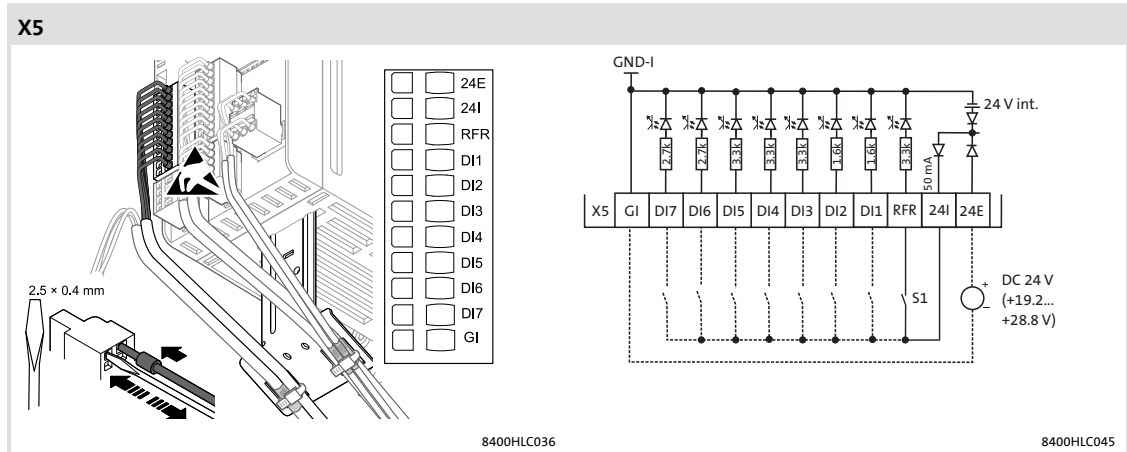 X5
24E
24I
RFR
DI1
DI2
DI3
DI4
DI5
DI6
DI7
GI
2.5 × 0.4 mm
8400HLC036
GND-I
24 V int.
2.7k 2.7k 3.3k 3.3k 3.3k 1.6k 1.6k 3.3k 50 mA
X5 GI DI7 DI6 DI5 DI4 DI3 DI2 DI1 RFR 24I 24E
S1
+
–
DC 24 V
(+19.2...
+28.8 V)
8400HLC045